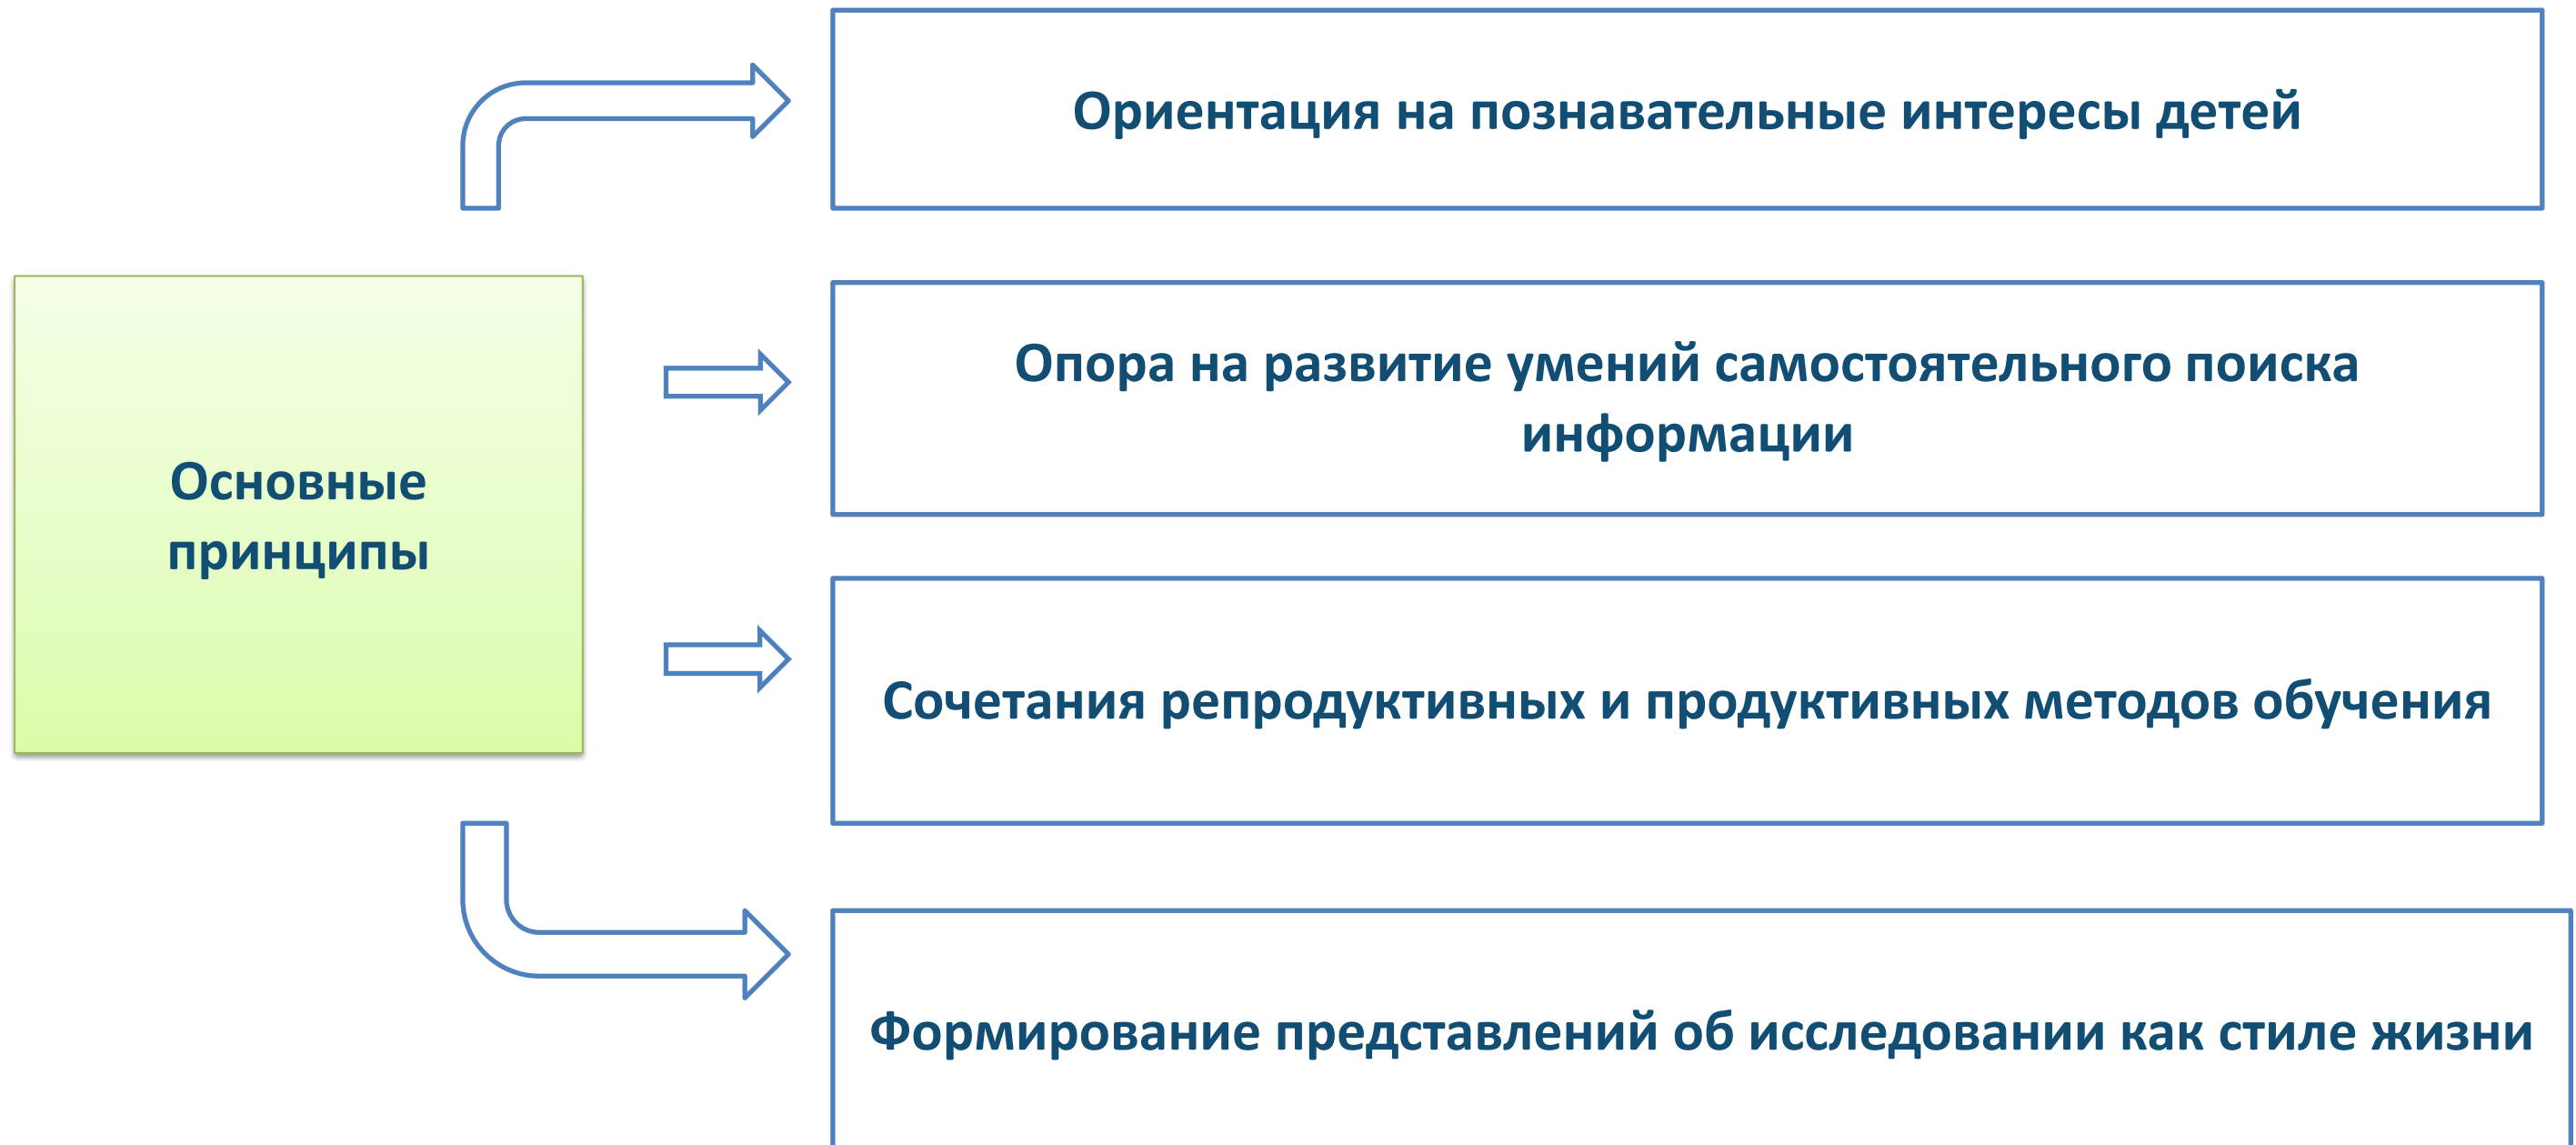 Основные
принципы
Ориентация на познавательные интересы детей
Опора на развитие умений самостоятельного поиска
информации
Сочетания репродуктивных и продуктивных методов обучения
Формирование представлений об исследовании как стиле жизни